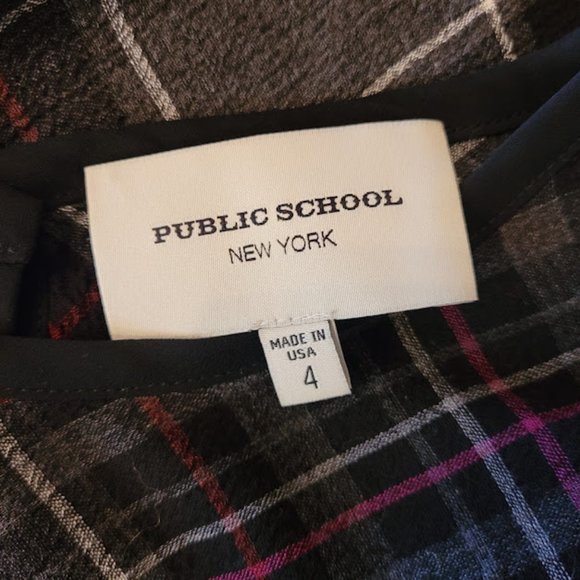 PUBLIC SCHOOL
NEW YORK
MADE IN
USA
4